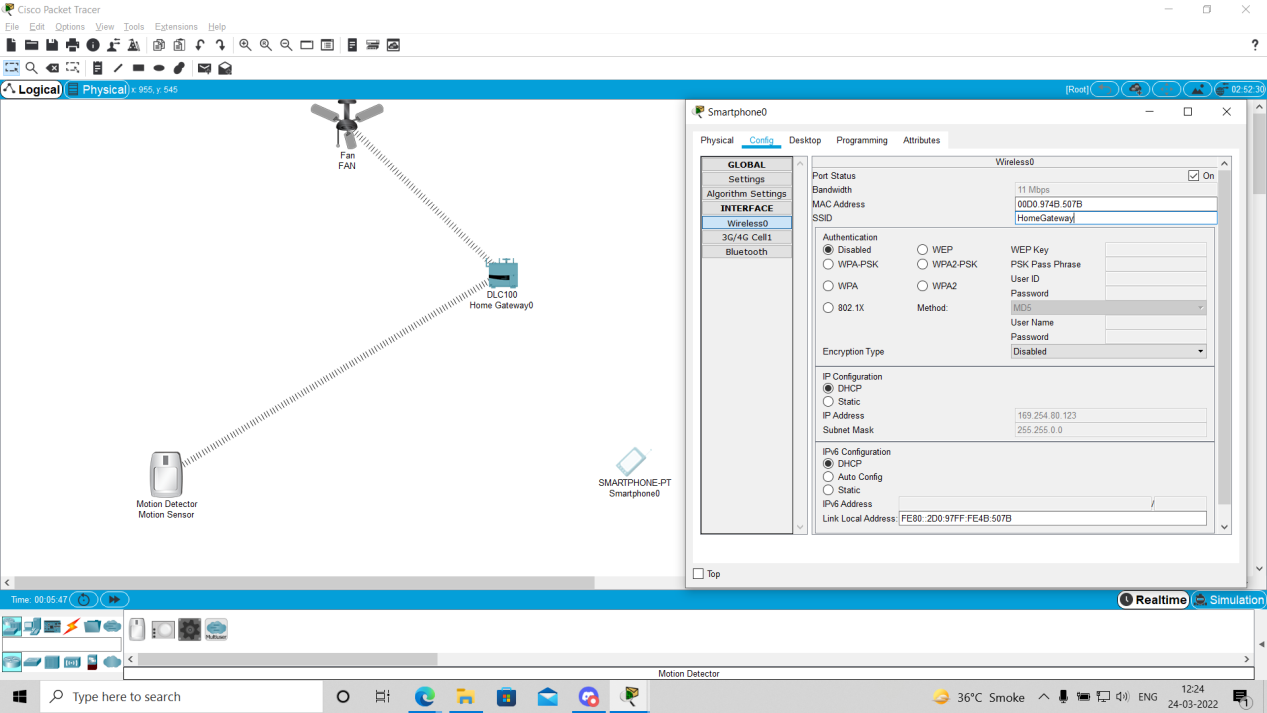 Cisco Packet Tracer
File Edit Options View Tools Extensions Help
?
Logical Physical x: 955, y: 545 [Root] 02:52:30
Fan
FAN
DLC100
Home Gateway0
Motion Detector
Motion Sensor
SMARTPHONE-PT
Smartphone0
Smartphone0
Physical Config Desktop Programming Attributes
GLOBAL
Settings
Algorithm Settings
INTERFACE
Wireless0
3G/4G Cell1
Bluetooth
Wireless0
Port Status On
Bandwidth 11 Mbps
MAC Address 00D0.974B.507B
SSID HomeGateway
Authentication
Disabled WEP WEP Key
WPA-PSK WPA2-PSK PSK Pass Phrase
User ID
WPA WPA2
Password
802.1X Method: MD5
User Name
Password
Encryption Type Disabled
IP Configuration
DHCP
Static
IP Address 169.254.80.123
Subnet Mask 255.255.0.0
IPv6 Configuration
DHCP
Auto Config
Static
IPv6 Address /
Link Local Address: FE80::2D0:97FF:FE4B:507B
Top
Time: 00:05:47 Realtime Simulation
Multiuser
Motion Detector
Type here to search 36°C Smoke ENG 12:24
24-03-2022 1